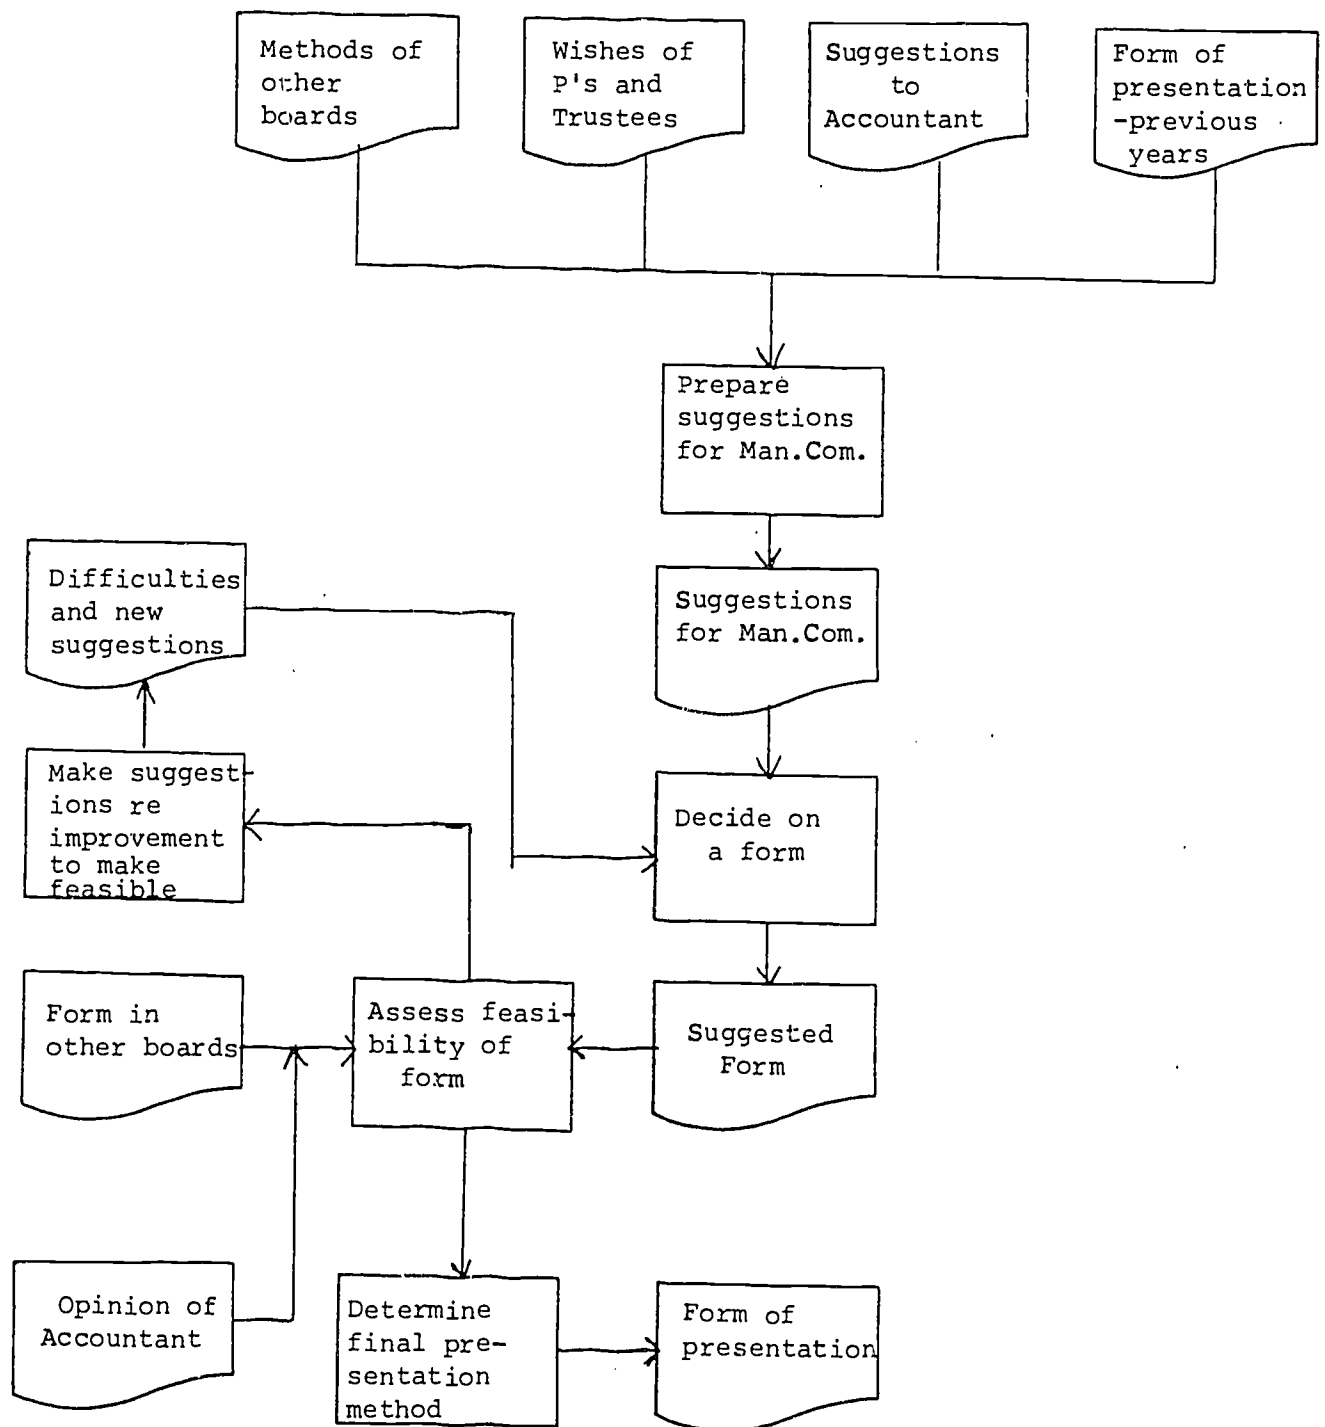 Methods of
other
boards
Wishes of
P's and
Trustees
Suggestions
to
Accountant
Form of
presentation
-previous
years
Prepare
suggestions
for Man.Com.
Suggestions
for Man.Com.
Difficulties
and new
suggestions
Make suggest-
ions re
improvement
to make
feasible
Decide on
a form
Form in
other boards
Assess feasi-
bility of
form
Suggested
Form
Opinion of
Accountant
Determine
final pre-
sentation
method
Form of
presentation